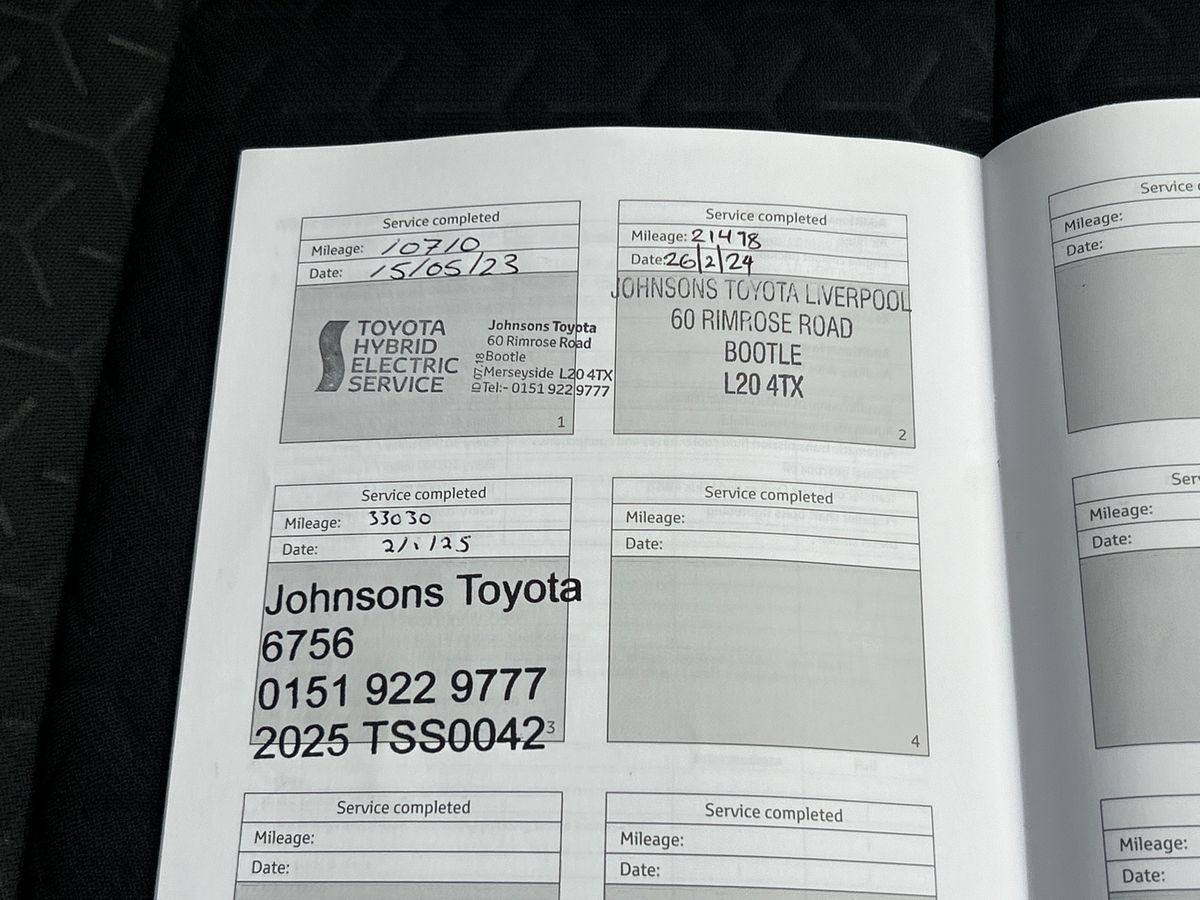 Service completed
Mileage: 10710
Date: 15/05/23
TOYOTA
HYBRID
ELECTRIC
SERVICE
Johnsons Toyota
60 Rimrose Road
Bootle
Merseyside L20 4TX
Tel:- 0151 922 9777
1
Service completed
Mileage: 21498
Date: 26/2/24
JOHNSONS TOYOTA LIVERPOOL
60 RIMROSE ROAD
BOOTLE
L20 4TX
2
Service
Mileage:
Date:
Service completed
Mileage: 33030
Date: 2/1/25
Johnsons Toyota
6756
0151 922 9777
2025 TSS0042
3
Service completed
Mileage:
Date:
4
Mileage:
Date:
Service completed
Mileage:
Date:
Service completed
Mileage:
Date:
Mileage:
Date: